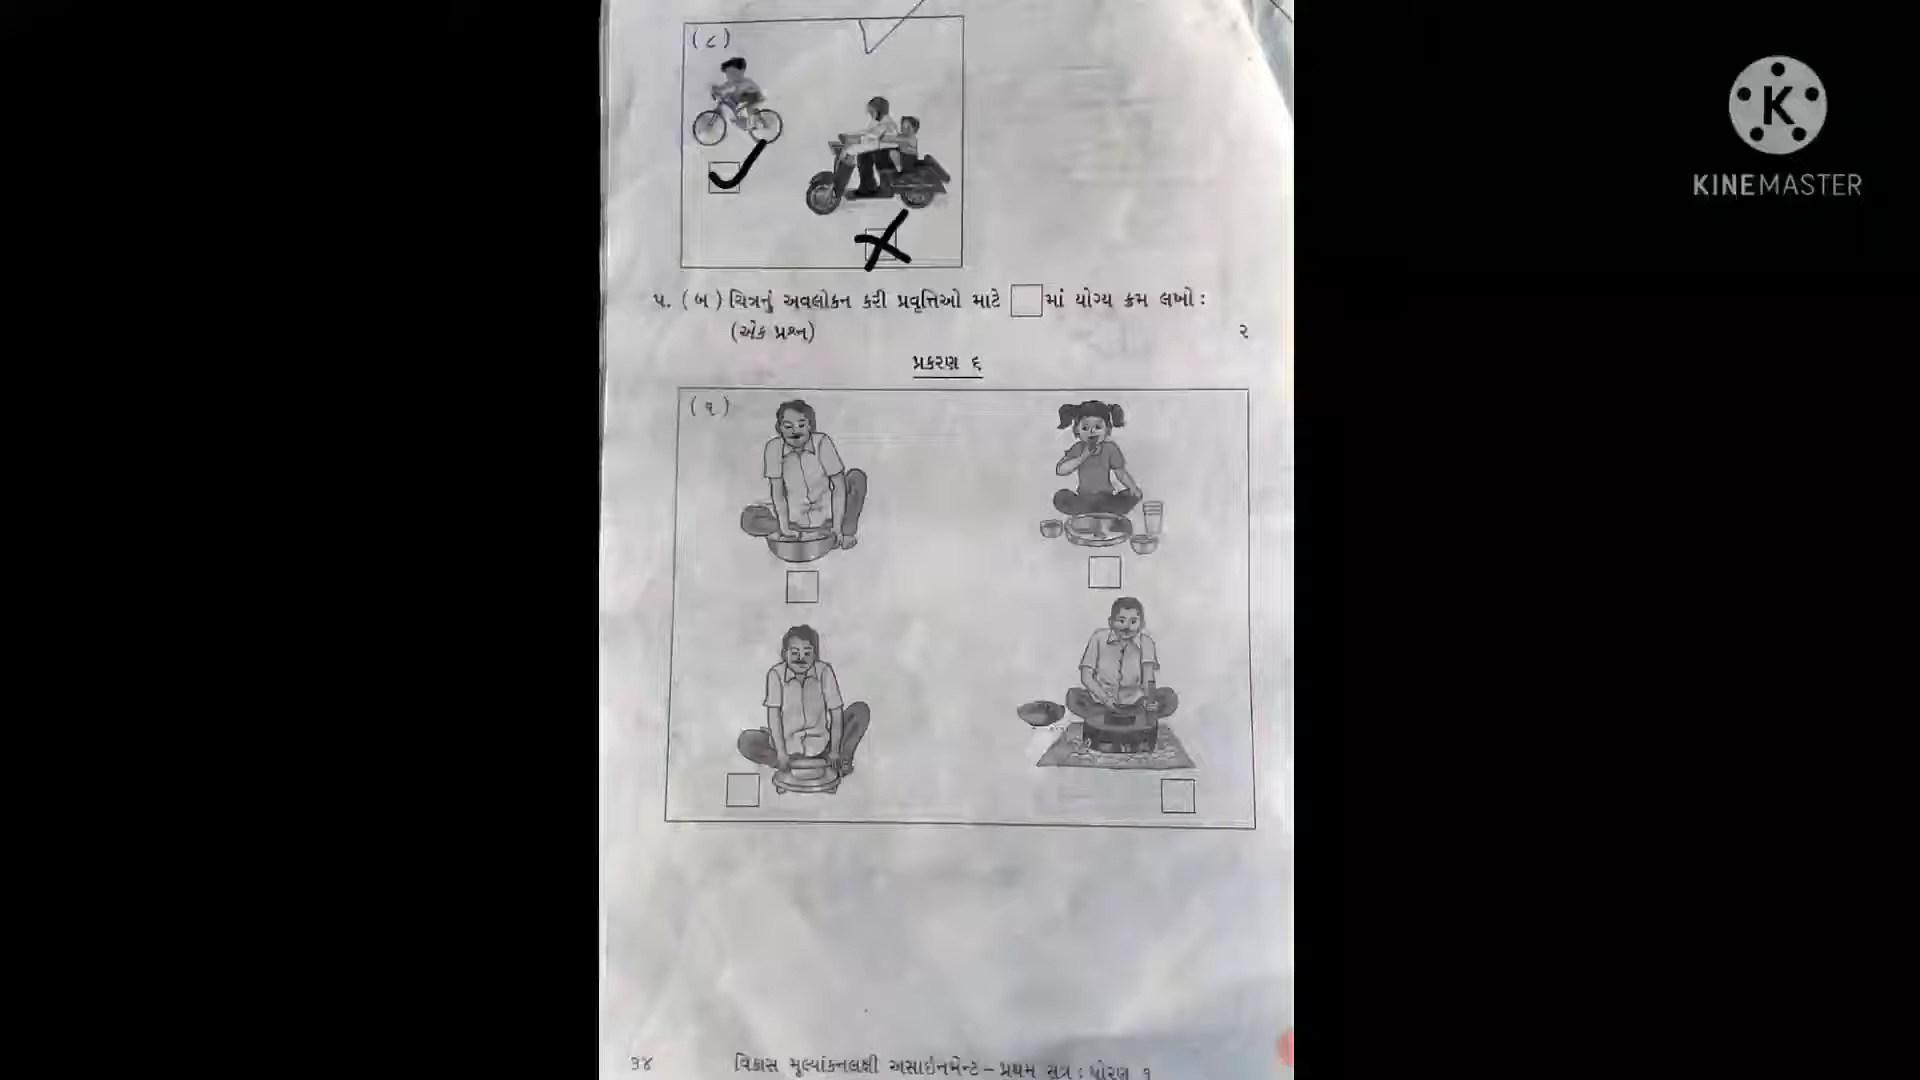 (૮)
૫. (બ) ચિત્રનું અવલોકન કરી પ્રવૃત્તિઓ માટે માં યોગ્ય ક્રમ લખો :
(એક પ્રશ્ન) ૨
પ્રકરણ ૬
(૧)
૩૪ વિકાસ મૂલ્યાંકનલક્ષી અસાઇનમેન્ટ – પ્રથમ સત્ર : ધોરણ ૧
K
KINEMASTER